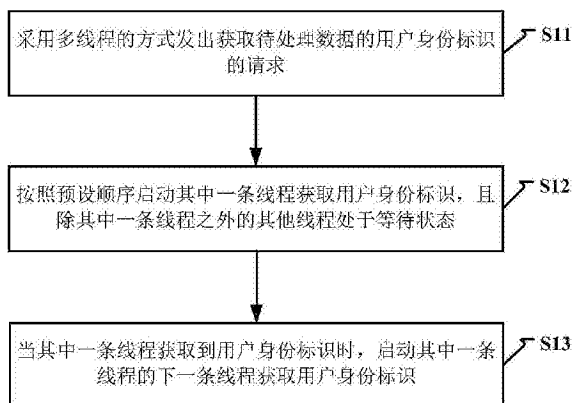 采用多线程的方式发出获取待处理数据的用户身份标识
的请求
S11
按照预设顺序启动其中一条线程获取用户身份标识，且
除其中一条线程之外的其他线程处于等待状态
S12
当其中一条线程获取到用户身份标识时，启动其中一条
线程的下一条线程获取用户身份标识
S13